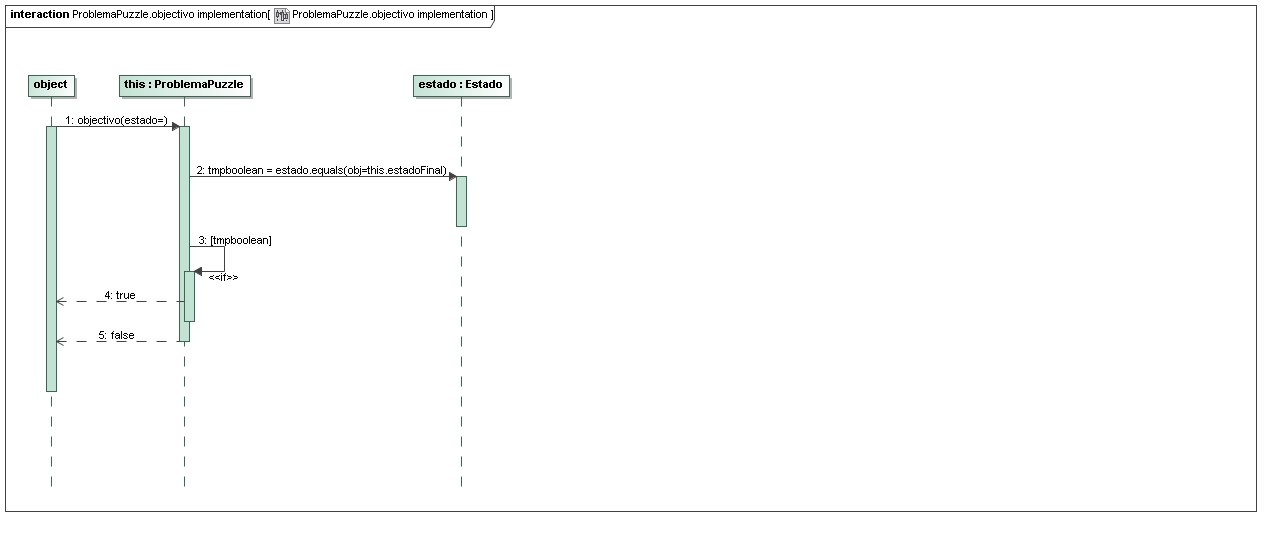 interaction ProblemaPuzzle.objectivo implementation[ ProblemaPuzzle.objectivo implementation ]
object
this : ProblemaPuzzle
estado : Estado
1: objectivo(estado=)
2: tmpboolean = estado.equals(obj=this.estadoFinal)
3: [tmpboolean]
<<if>>
4: true
5: false